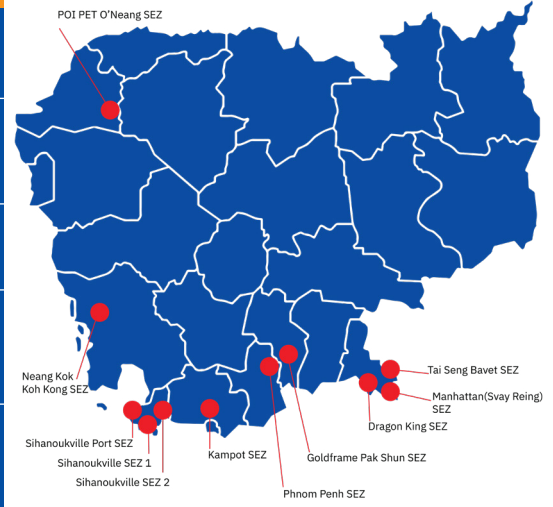 POI PET O'Neang SEZ
Neang Kok
Koh Kong SEZ
Tai Seng Bavet SEZ
Manhattan(Svay Reing)
SEZ
Dragon King SEZ
Sihanoukville Port SEZ
Kampot SEZ
Goldframe Pak Shun SEZ
Sihanoukville SEZ 1
Sihanoukville SEZ 2
Phnom Penh SEZ